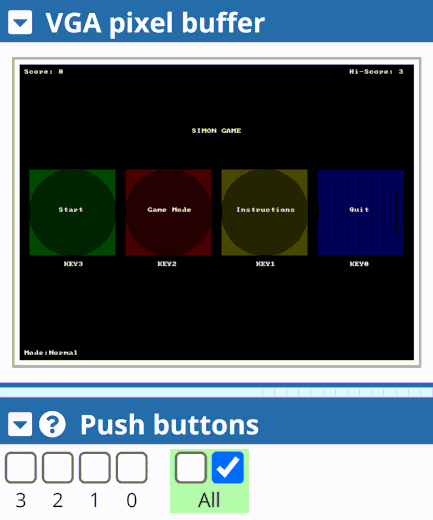 VGA pixel buffer
Score: 0 Hi-Score: 3
SIMON GAME
Start Game Mode Instructions Quit
KEY3 KEY2 KEY1 KEY0
Mode:Normal
? Push buttons
3 2 1 0 All